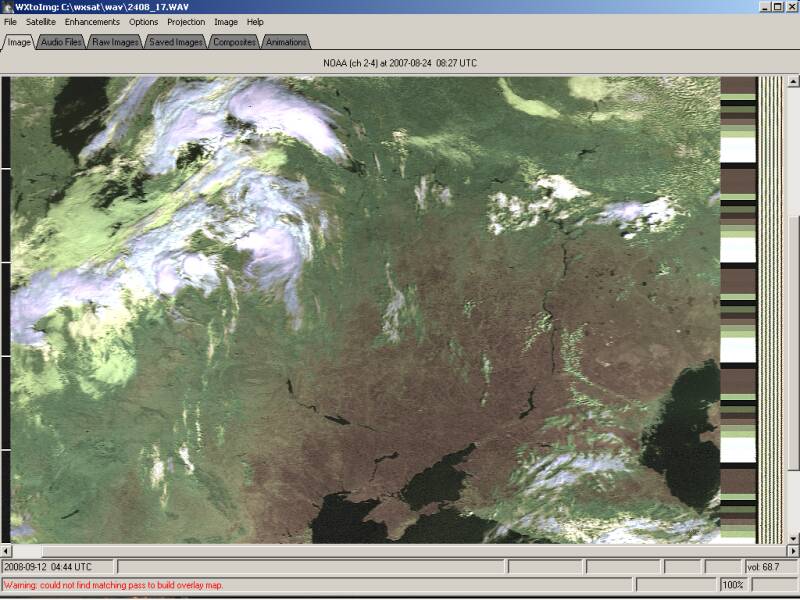 WXtoImg: C:\wxsat\wav\2408_17.WAV
File Satellite Enhancements Options Projection Image Help
Image Audio Files Raw Images Saved Images Composites Animations
NOAA (ch 2-4) at 2007-08-24 08:27 UTC
2008-09-12 04:44 UTC vol: 68.7
Warning: could not find matching pass to build overlay map. 100%